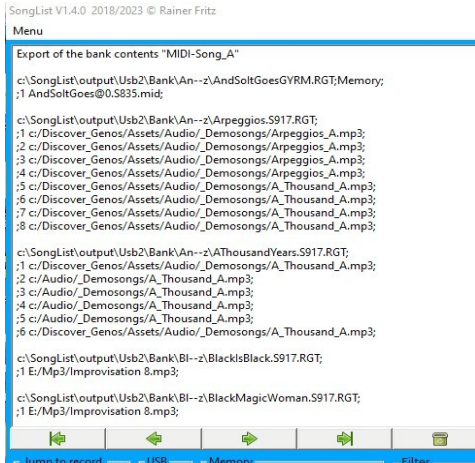 SongList V1.4.0 2018/2023 © Rainer Fritz
Menu
Export of the bank contents "MIDI-Song_A"
c:\SongList\output\Usb2\Bank\An--z\AndSoltGoesGYRM.RGT;Memory;
;1 AndSoltGoes@0.S835.mid;
c:\SongList\output\Usb2\Bank\An--z\Arpeggios.S917.RGT;
;1 c:/Discover_Genos/Assets/Audio/_Demosongs/Arpeggios_A.mp3;
;2 c:/Discover_Genos/Assets/Audio/_Demosongs/Arpeggios_A.mp3;
;3 c:/Discover_Genos/Assets/Audio/_Demosongs/Arpeggios_A.mp3;
;4 c:/Discover_Genos/Assets/Audio/_Demosongs/Arpeggios_A.mp3;
;5 c:/Discover_Genos/Assets/Audio/_Demosongs/A_Thousand_A.mp3;
;6 c:/Discover_Genos/Assets/Audio/_Demosongs/A_Thousand_A.mp3;
;7 c:/Discover_Genos/Assets/Audio/_Demosongs/A_Thousand_A.mp3;
;8 c:/Discover_Genos/Assets/Audio/_Demosongs/A_Thousand_A.mp3;
c:\SongList\output\Usb2\Bank\An--z\AThousandYears.S917.RGT;
;1 c:/Discover_Genos/Assets/Audio/_Demosongs/A_Thousand_A.mp3;
;2 c:/Audio/_Demosongs/A_Thousand_A.mp3;
;3 c:/Audio/_Demosongs/A_Thousand_A.mp3;
;4 c:/Audio/_Demosongs/A_Thousand_A.mp3;
;5 c:/Audio/_Demosongs/A_Thousand_A.mp3;
;6 c:/Discover_Genos/Assets/Audio/_Demosongs/A_Thousand_A.mp3;
c:\SongList\output\Usb2\Bank\Bl--z\BlackIsBlack.S917.RGT;
;1 E:/Mp3/Improvisation 8.mp3;
c:\SongList\output\Usb2\Bank\Bl--z\BlackMagicWoman.S917.RGT;
;1 E:/Mp3/Improvisation 8.mp3;
Jump to record USB Memory Filter